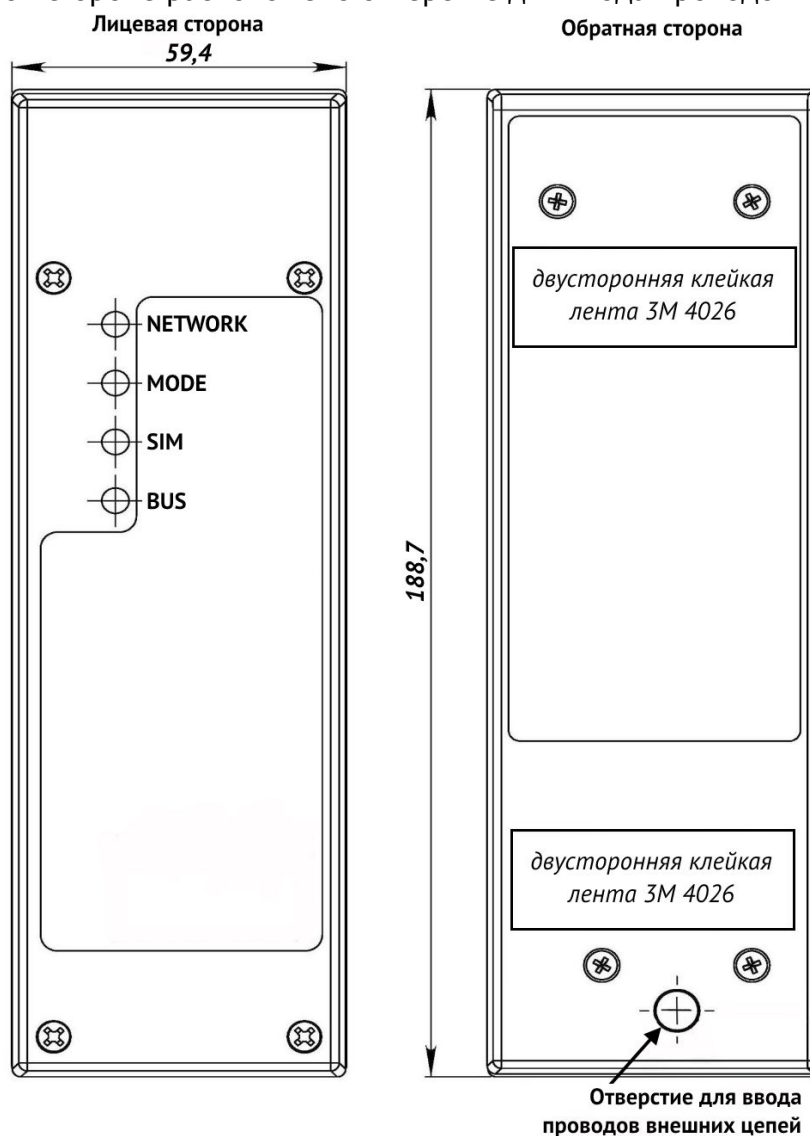 Лицевая сторона
Обратная сторона
59,4
NETWORK
MODE
SIM
BUS
188,7
двусторонняя клейкая
лента 3М 4026
двусторонняя клейкая
лента 3М 4026
Отверстие для ввода
проводов внешних цепей